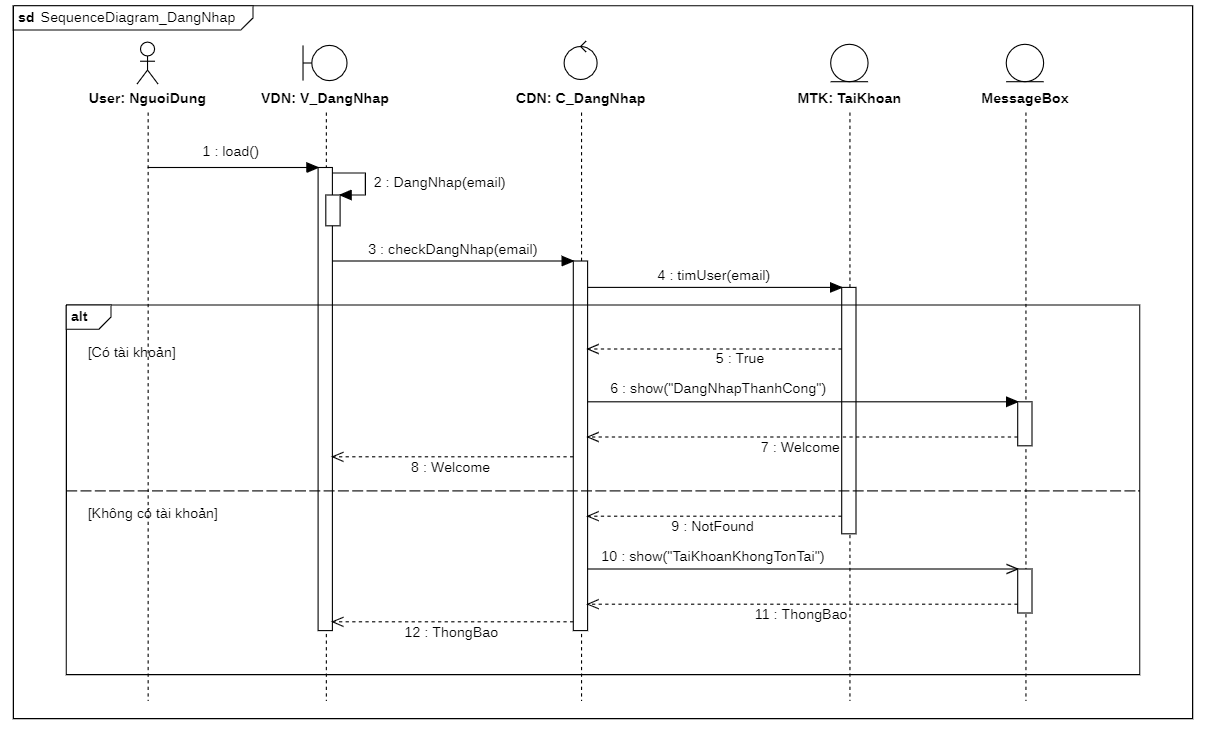 sd SequenceDiagram_DangNhap
User: NguoiDung
VDN: V_DangNhap
CDN: C_DangNhap
MTK: TaiKhoan
MessageBox
1 : load()
2 : DangNhap(email)
3 : checkDangNhap(email)
4 : timUser(email)
alt
[Có tài khoản]
5 : True
6 : show("DangNhapThanhCong")
7 : Welcome
8 : Welcome
[Không có tài khoản]
9 : NotFound
10 : show("TaiKhoanKhongTonTai")
11 : ThongBao
12 : ThongBao